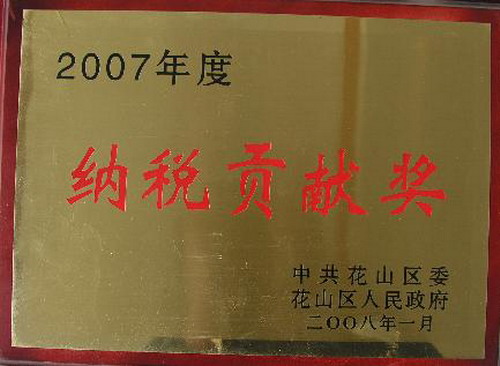 2007年度
纳税贡献奖
中共花山区委
花山区人民政府
二〇〇八年一月